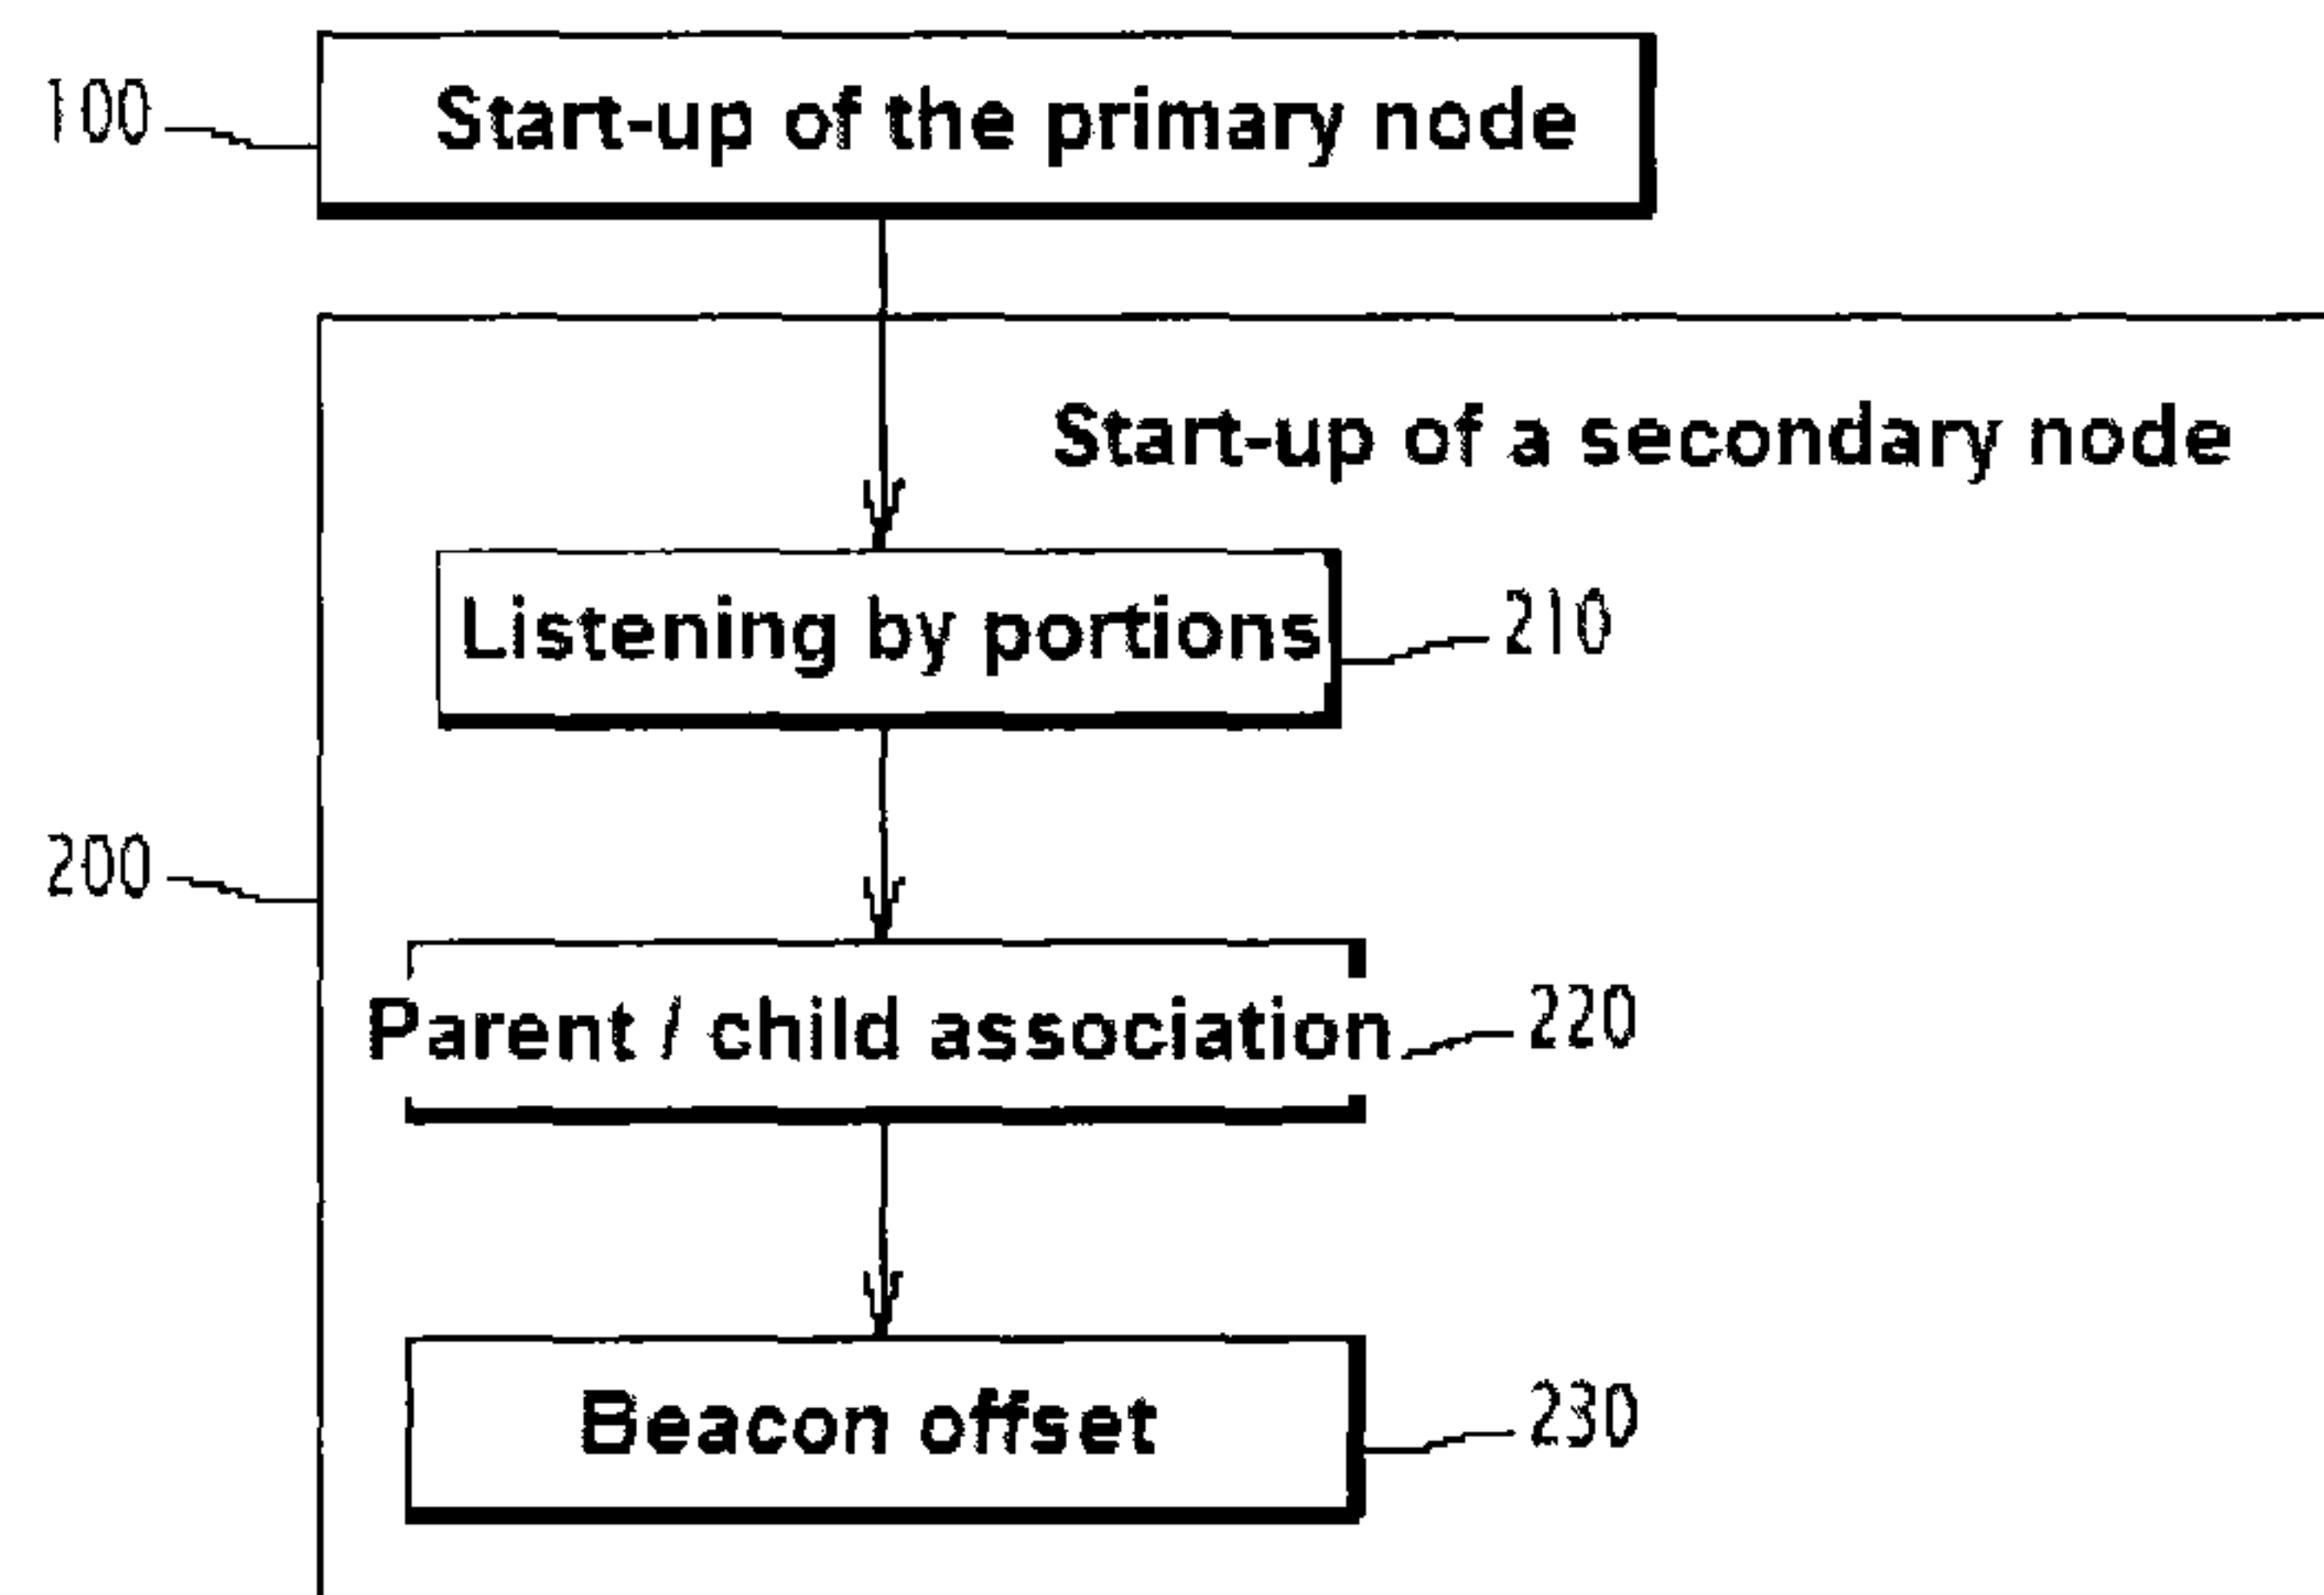 100
Start-up of the primary node
Start-up of a secondary node
Listening by portions
210
200
Parent / child association
220
Beacon offset
230